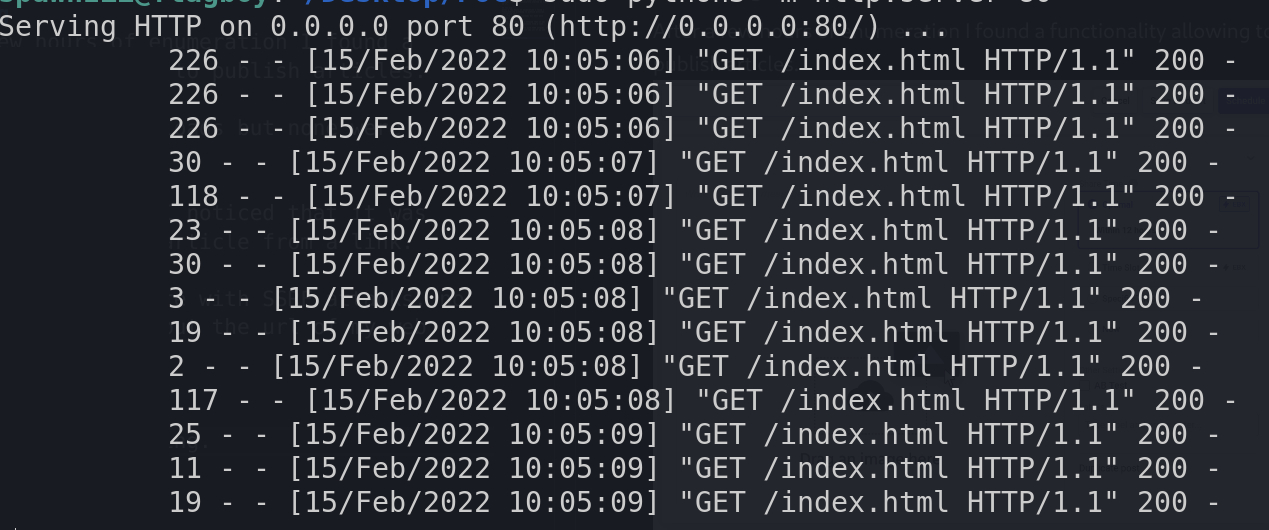 Serving HTTP on 0.0.0.0 port 80 (http://0.0.0.0:80/) ...
226 - - [15/Feb/2022 10:05:06] "GET /index.html HTTP/1.1" 200 -
226 - - [15/Feb/2022 10:05:06] "GET /index.html HTTP/1.1" 200 -
226 - - [15/Feb/2022 10:05:06] "GET /index.html HTTP/1.1" 200 -
30 - - [15/Feb/2022 10:05:07] "GET /index.html HTTP/1.1" 200 -
118 - - [15/Feb/2022 10:05:07] "GET /index.html HTTP/1.1" 200 -
23 - - [15/Feb/2022 10:05:08] "GET /index.html HTTP/1.1" 200 -
30 - - [15/Feb/2022 10:05:08] "GET /index.html HTTP/1.1" 200 -
3 - - [15/Feb/2022 10:05:08] "GET /index.html HTTP/1.1" 200 -
19 - - [15/Feb/2022 10:05:08] "GET /index.html HTTP/1.1" 200 -
2 - - [15/Feb/2022 10:05:08] "GET /index.html HTTP/1.1" 200 -
117 - - [15/Feb/2022 10:05:08] "GET /index.html HTTP/1.1" 200 -
25 - - [15/Feb/2022 10:05:09] "GET /index.html HTTP/1.1" 200 -
11 - - [15/Feb/2022 10:05:09] "GET /index.html HTTP/1.1" 200 -
19 - - [15/Feb/2022 10:05:09] "GET /index.html HTTP/1.1" 200 -